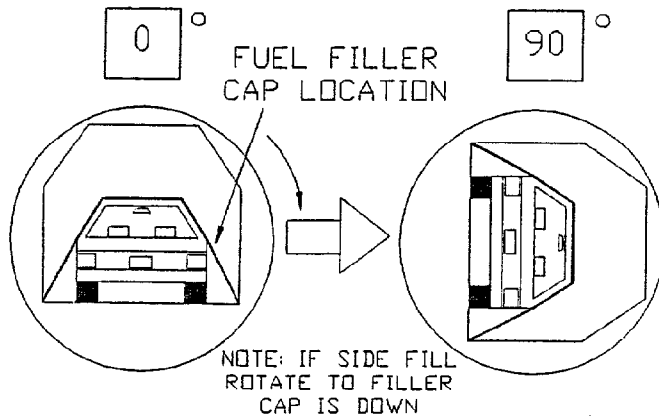 0°
90°
FUEL FILLER
CAP LOCATION
NOTE: IF SIDE FILL
ROTATE TO FILLER
CAP IS DOWN